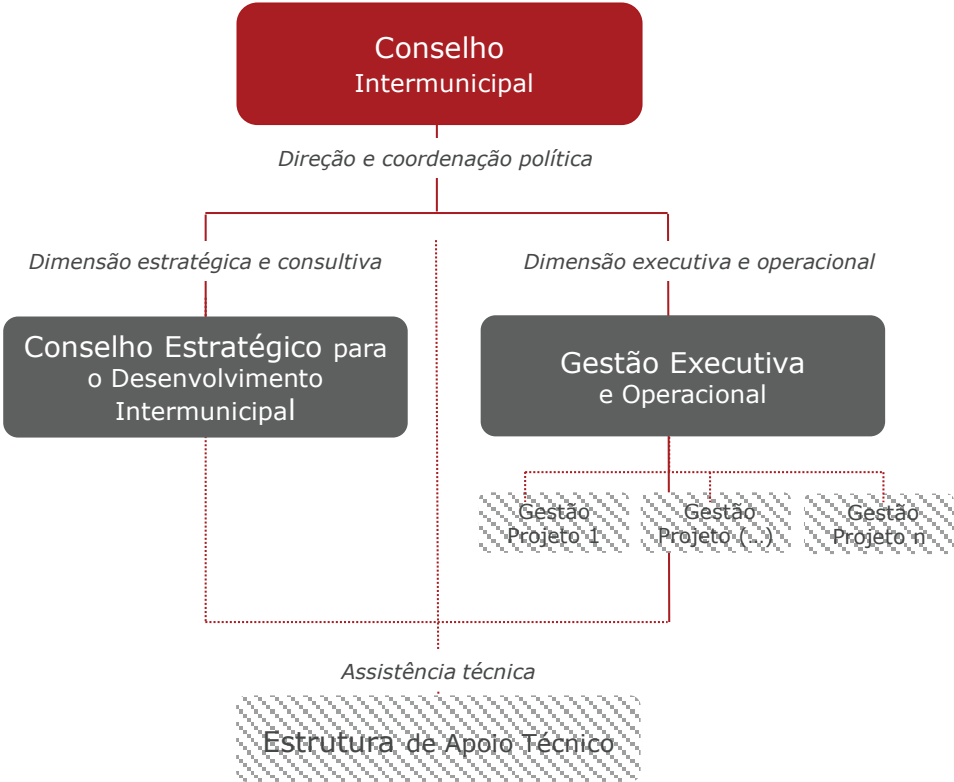 Conselho
Intermunicipal
Direção e coordenação política
Dimensão estratégica e consultiva
Dimensão executiva e operacional
Conselho Estratégico para
o Desenvolvimento
Intermunicipal
Gestão Executiva
e Operacional
Gestão
Projeto 1
Gestão
Projeto (...)
Gestão
Projeto n
Assistência técnica
Estrutura de Apoio Técnico